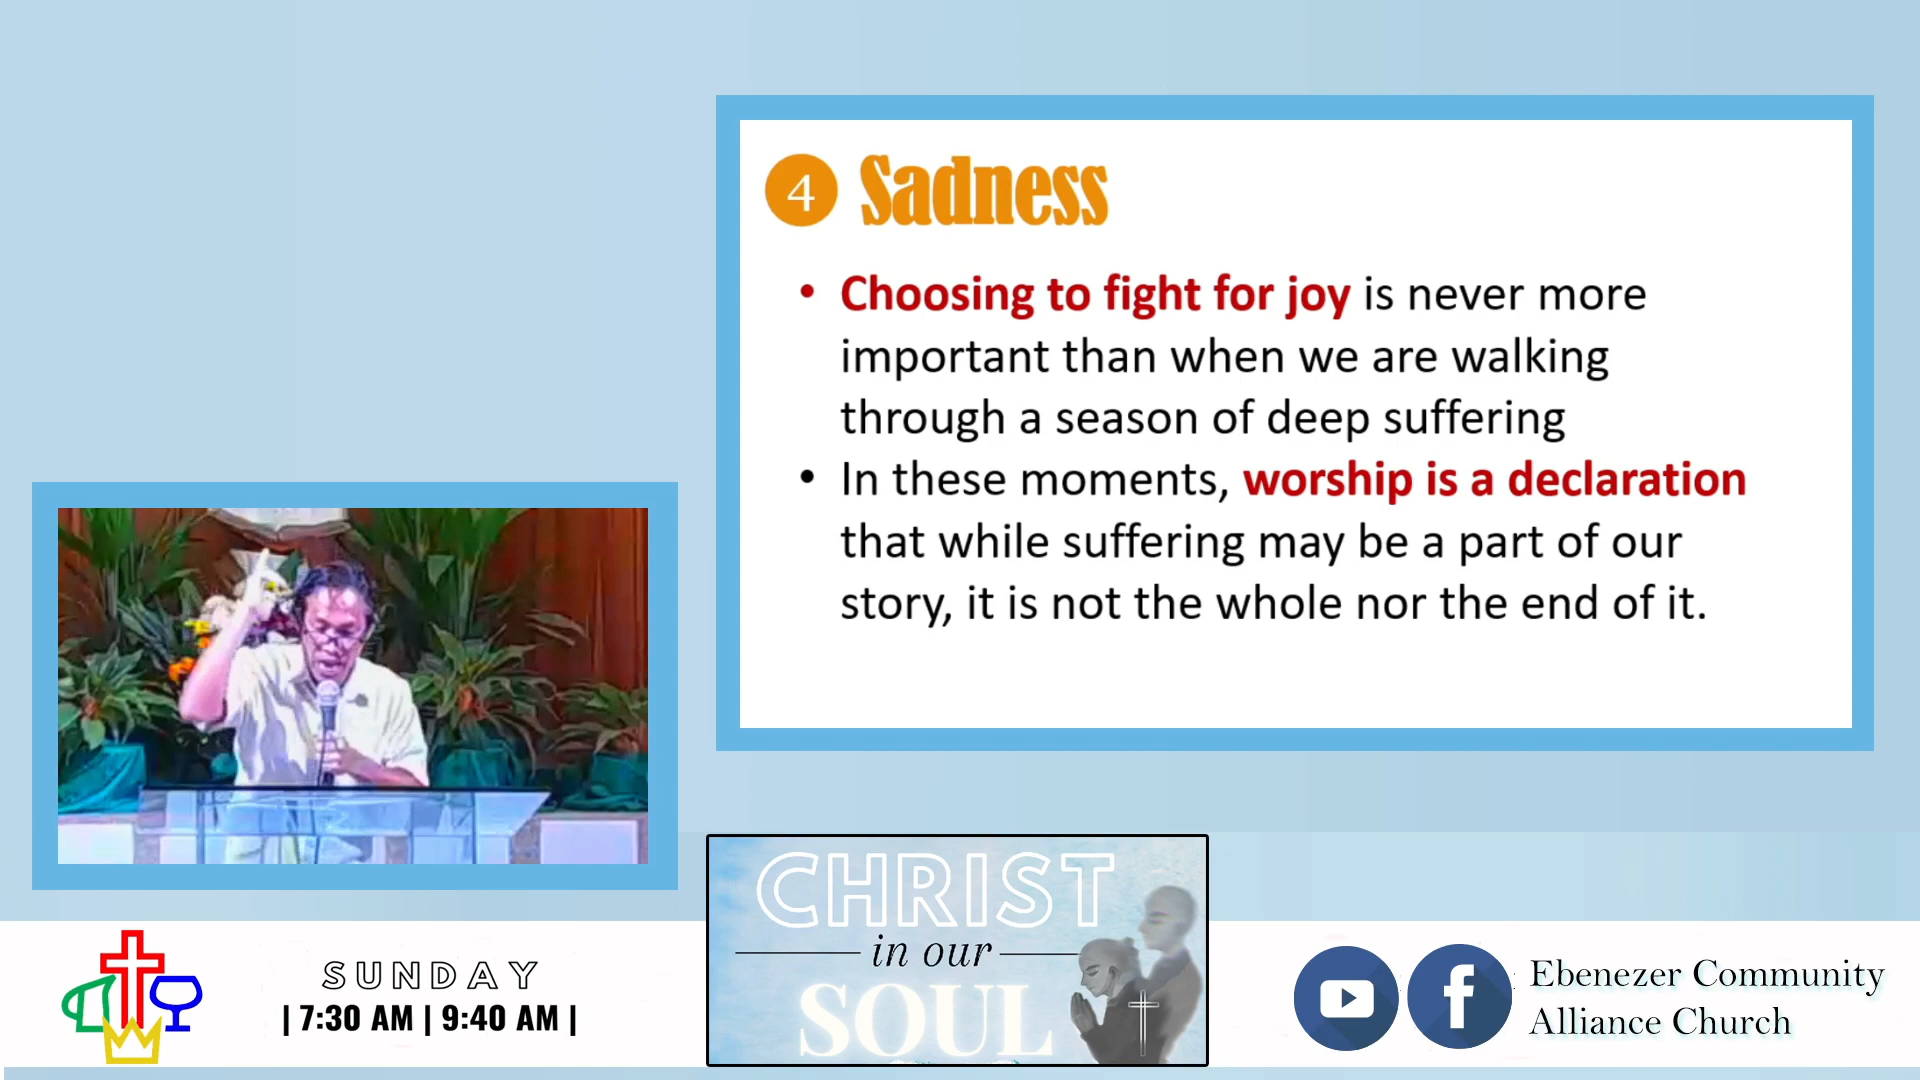 4 Sadness
• Choosing to fight for joy is never more
important than when we are walking
through a season of deep suffering
• In these moments, worship is a declaration
that while suffering may be a part of our
story, it is not the whole nor the end of it.
SUNDAY
| 7:30 AM | 9:40 AM |
CHRIST
in our
SOUL
f
Ebenezer Community
Alliance Church